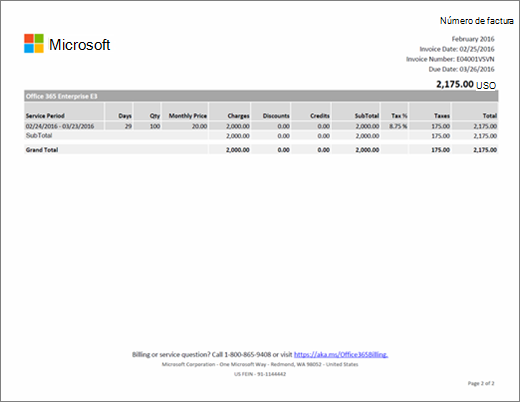 Número de factura
Microsoft
February 2016
Invoice Date: 02/25/2016
Invoice Number: E04001VSVN
Due Date: 03/26/2016
2,175.00 USD
Office 365 Enterprise E3
Service Period Days Qty Monthly Price Charges Discounts Credits SubTotal Tax % Taxes Total
02/24/2016 - 03/23/2016 29 100 20.00 2,000.00 0.00 0.00 2,000.00 8.75 % 175.00 2,175.00
SubTotal 2,000.00 0.00 0.00 2,000.00 175.00 2,175.00
Grand Total 2,000.00 0.00 0.00 2,000.00 175.00 2,175.00
Billing or service question? Call 1-800-865-9408 or visit https://aka.ms/Office365Billing.
Microsoft Corporation - One Microsoft Way - Redmond, WA 98052 - United States
US FEIN - 91-1144442
Page 2 of 2